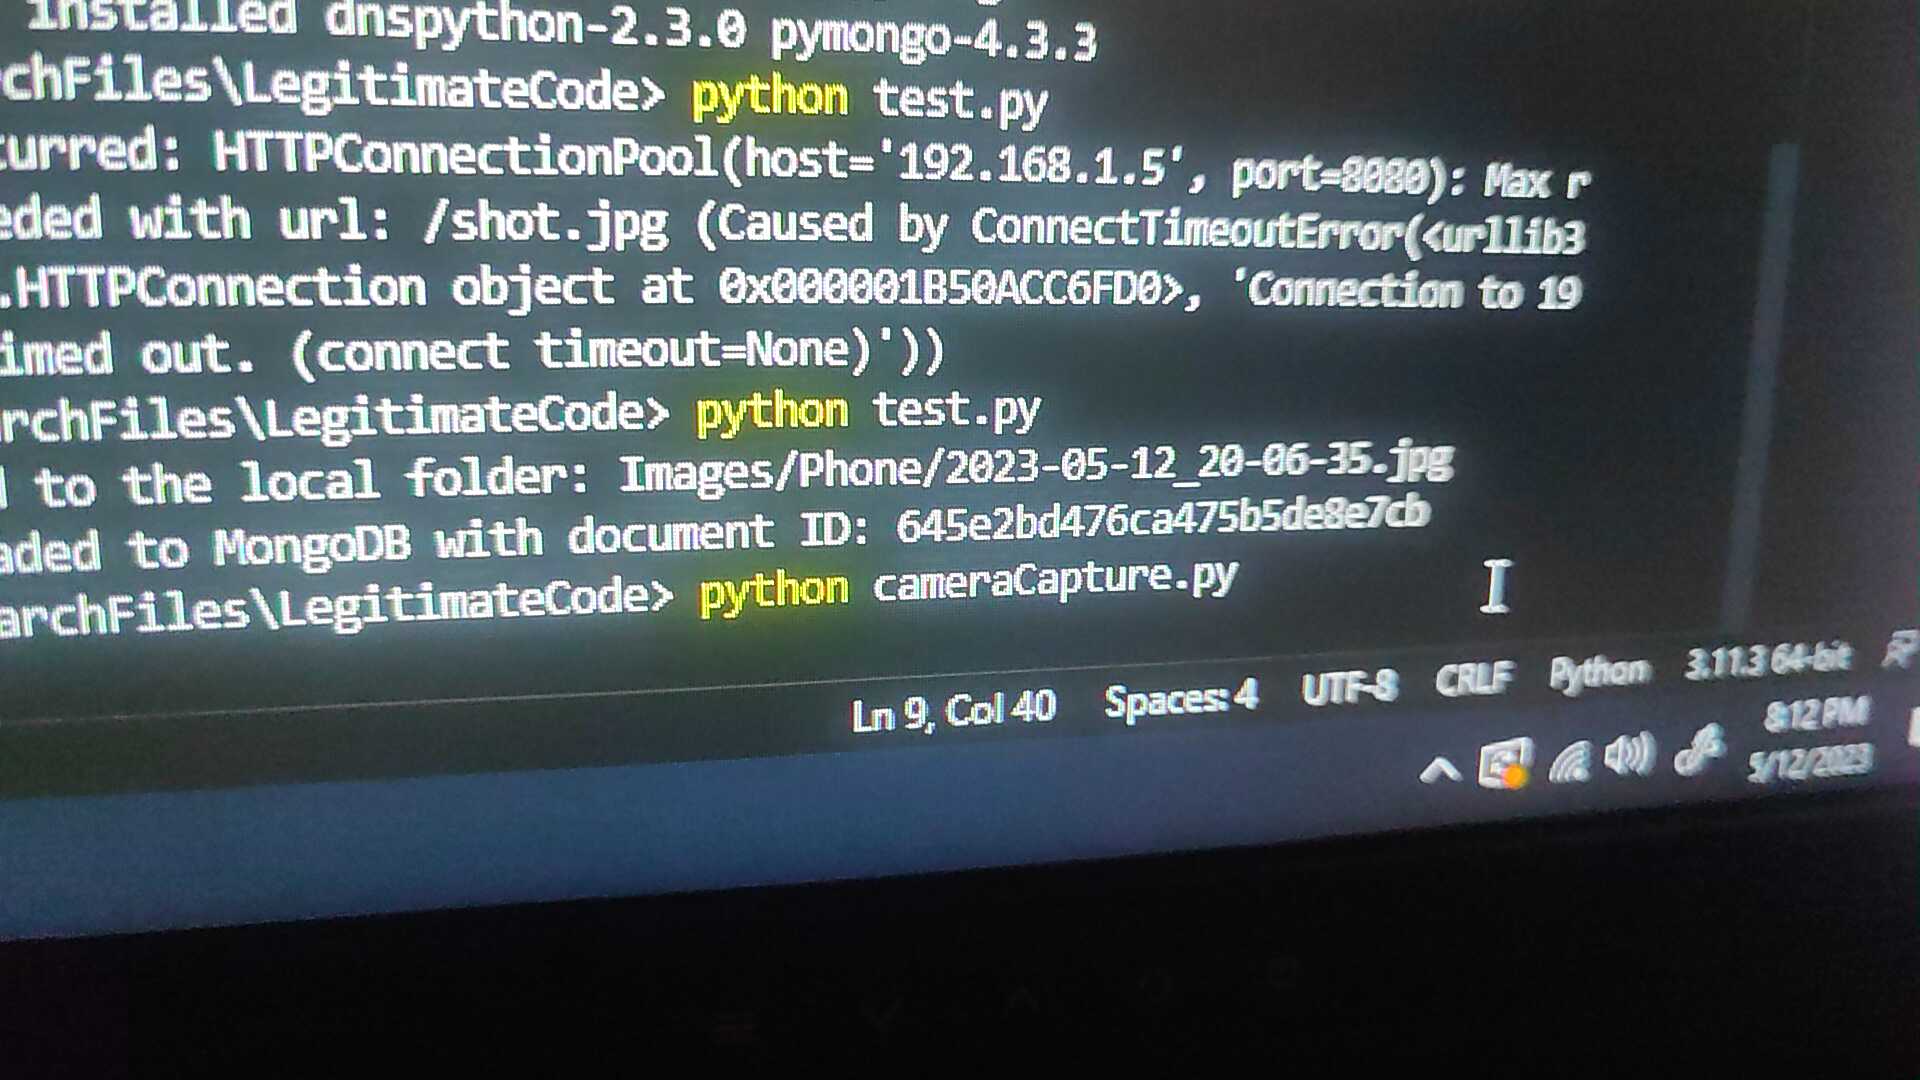 installed dnspython-2.3.0 pymongo-4.3.3
rchFiles\LegitimateCode> python test.py
curred: HTTPConnectionPool(host='192.168.1.5', port=8080): Max r
eded with url: /shot.jpg (Caused by ConnectTimeoutError(<urllib3
.HTTPConnection object at 0x000001B50ACC6FD0>, 'Connection to 19
imed out. (connect timeout=None)'))
archFiles\LegitimateCode> python test.py
d to the local folder: Images/Phone/2023-05-12_20-06-35.jpg
aded to MongoDB with document ID: 645e2bd476ca475b5de8e7cb
archFiles\LegitimateCode> python cameraCapture.py
Ln 9, Col 40 Spaces: 4 UTF-8 CRLF Python 3.11.3 64-bit
8:12 PM
5/12/2023